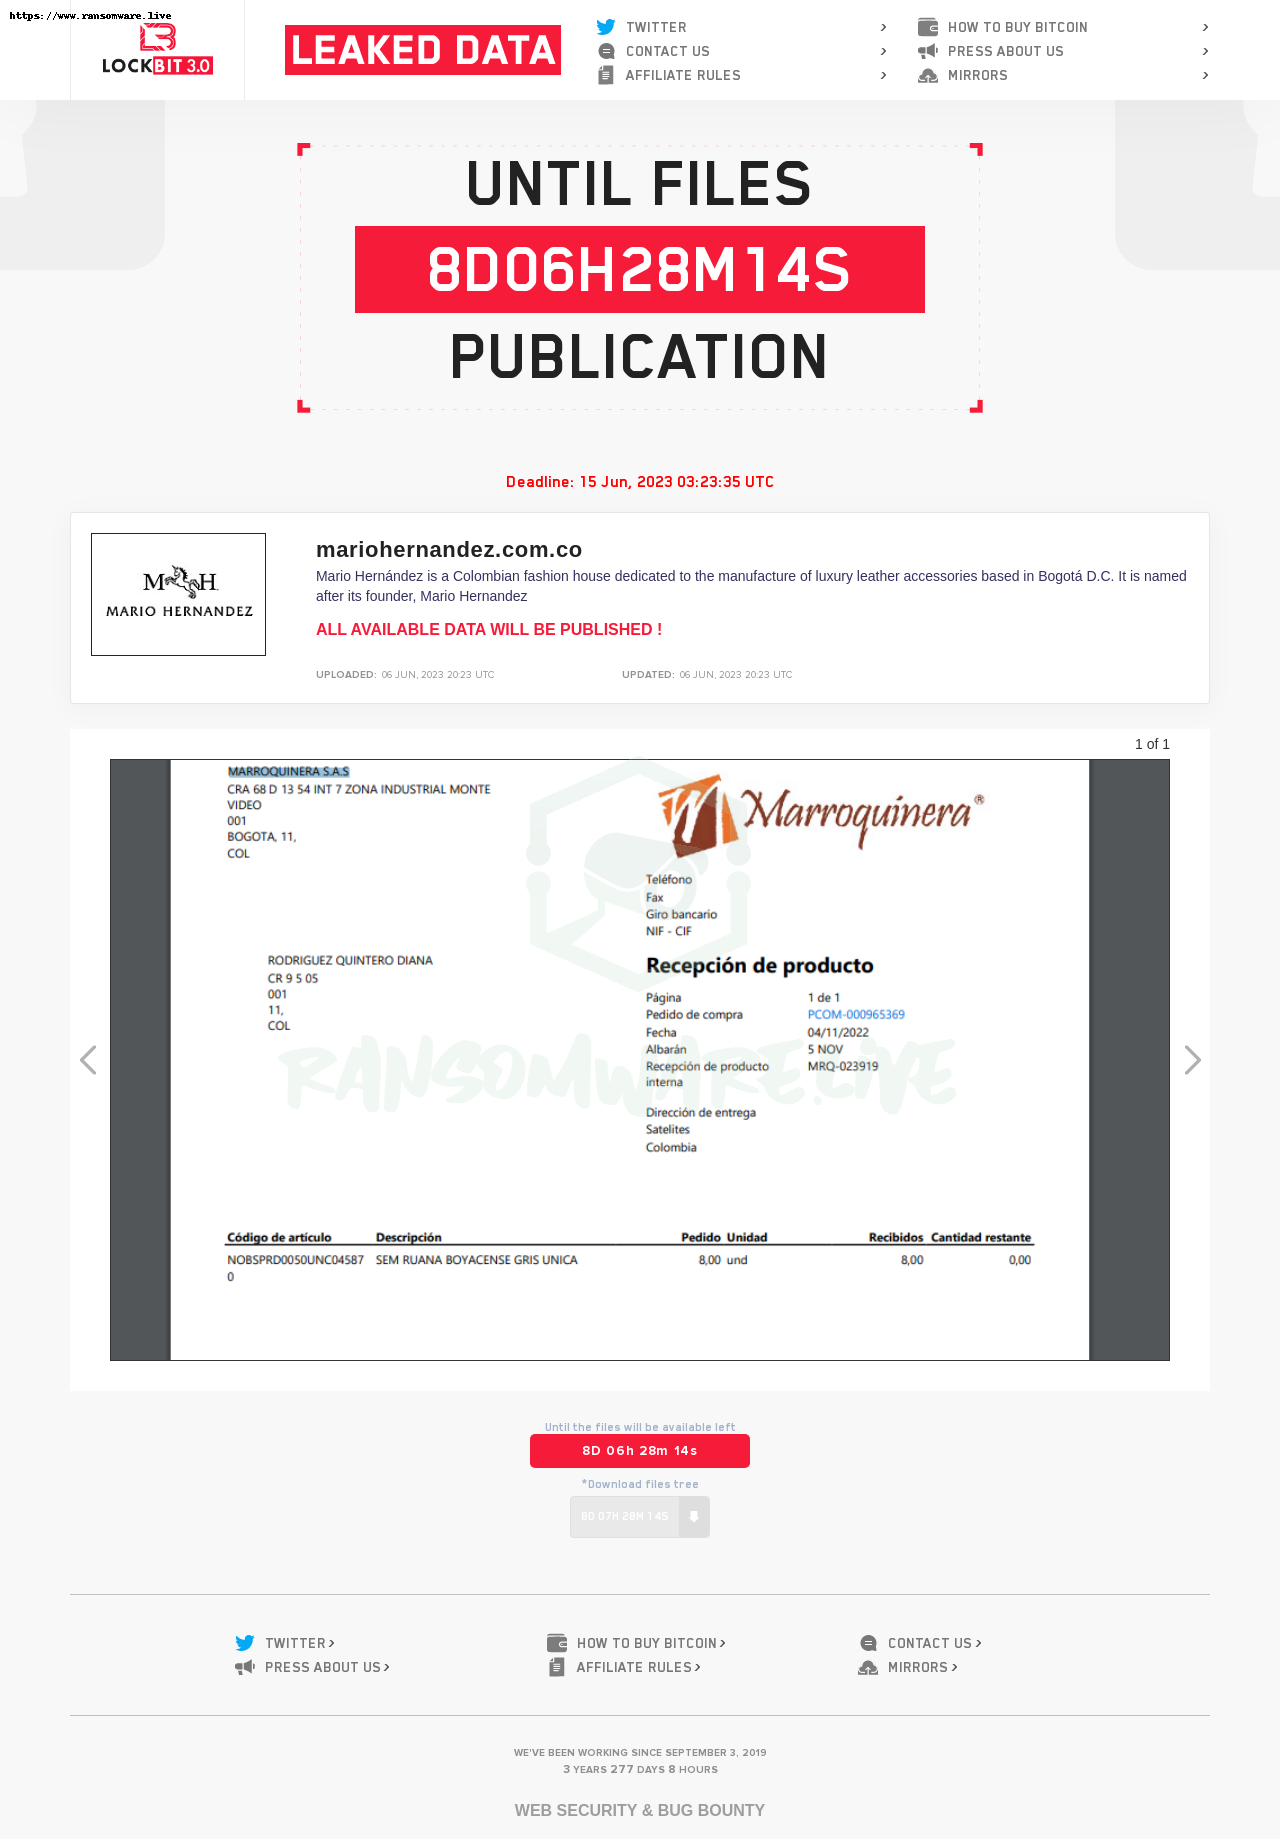 https://www.ransomware.live
LOCKBIT 3.0
LEAKED DATA
TWITTER
CONTACT US
AFFILIATE RULES
HOW TO BUY BITCOIN
PRESS ABOUT US
MIRRORS
UNTIL FILES
8D06H28M14S
PUBLICATION
Deadline: 15 Jun, 2023 03:23:35 UTC
M H
MARIO HERNANDEZ
mariohernandez.com.co
Mario Hernández is a Colombian fashion house dedicated to the manufacture of luxury leather accessories based in Bogotá D.C. It is named
after its founder, Mario Hernandez
ALL AVAILABLE DATA WILL BE PUBLISHED !
UPLOADED: 06 JUN, 2023 20:23 UTC
UPDATED: 06 JUN, 2023 20:23 UTC
1 of 1
MARROQUINERA S.A.S
CRA 68 D 13 54 INT 7 ZONA INDUSTRIAL MONTE
VIDEO
001
BOGOTA, 11,
COL
Marroquinera®
Teléfono
Fax
Giro bancario
NIF - CIF
RODRIGUEZ QUINTERO DIANA
CR 9 5 05
001
11,
COL
Recepción de producto
Página 1 de 1
Pedido de compra PCOM-000965369
Fecha 04/11/2022
Albarán 5 NOV
Recepción de producto MRQ-023919
interna
Dirección de entrega
Satelites
Colombia
RANSOMWARE.LIVE
Código de artículo Descripción Pedido Unidad Recibidos Cantidad restante
NOBSPRD0050UNC04587 SEM RUANA BOYACENSE GRIS UNICA 8,00 und 8,00 0,00
0
Until the files will be available left
8D 06h 28m 14s
*Download files tree
8D 07H 28M 14S
TWITTER
HOW TO BUY BITCOIN
CONTACT US
PRESS ABOUT US
AFFILIATE RULES
MIRRORS
WE'VE BEEN WORKING SINCE SEPTEMBER 3, 2019
3 YEARS 277 DAYS 8 HOURS
WEB SECURITY & BUG BOUNTY